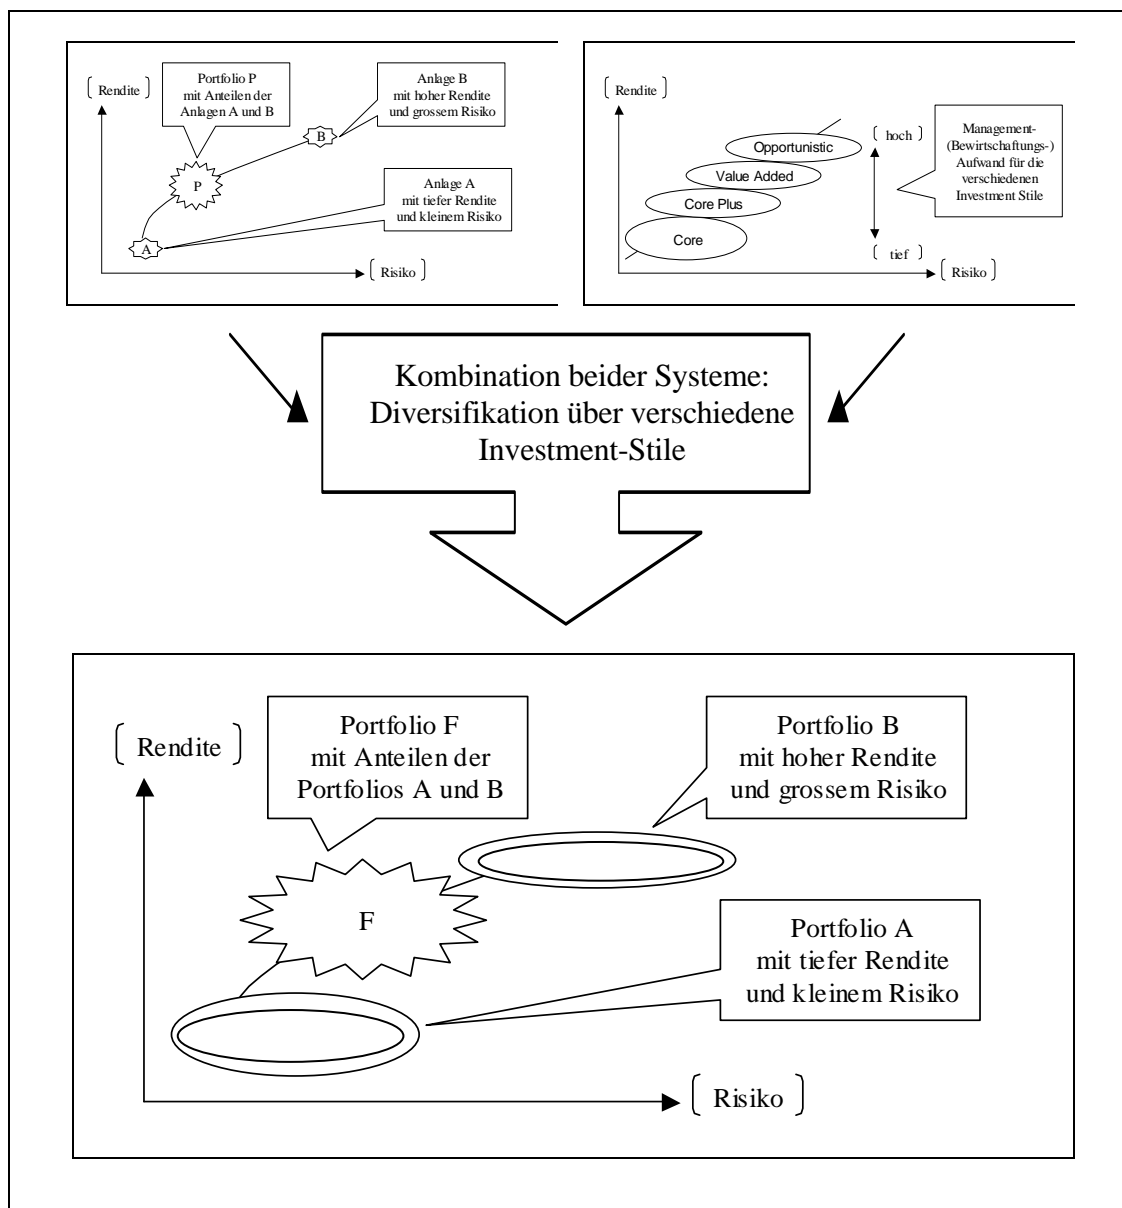 Rendite
Portfolio P
mit Anteilen der
Anlagen A und B
Anlage B
mit hoher Rendite
und grossem Risiko
B
P
Anlage A
mit tiefer Rendite
und kleinem Risiko
A
Risiko
Rendite
Opportunistic
Value Added
Core Plus
Core
hoch
tief
Management-
(Bewirtschaftungs-)
Aufwand für die
verschiedenen
Investment Stile
Risiko
Kombination beider Systeme:
Diversifikation über verschiedene
Investment-Stile
Rendite
Portfolio F
mit Anteilen der
Portfolios A und B
Portfolio B
mit hoher Rendite
und grossem Risiko
F
Portfolio A
mit tiefer Rendite
und kleinem Risiko
Risiko